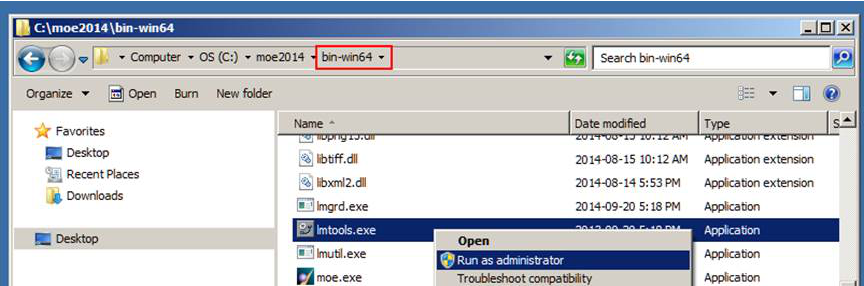 C:\moe2014\bin-win64
Computer OS (C:) moe2014 bin-win64 Search bin-win64
Organize Open Burn New folder
Favorites
Desktop
Recent Places
Downloads
Desktop
Name Date modified Type S
libpng15.dll 2014-08-15 10:12 AM Application extension
libtiff.dll 2014-08-15 10:12 AM Application extension
libxml2.dll 2014-08-14 5:53 PM Application extension
lmgrd.exe 2014-09-20 5:18 PM Application
lmtools.exe Application
lmutil.exe Application
moe.exe Application
Open
Run as administrator
Troubleshoot compatibility